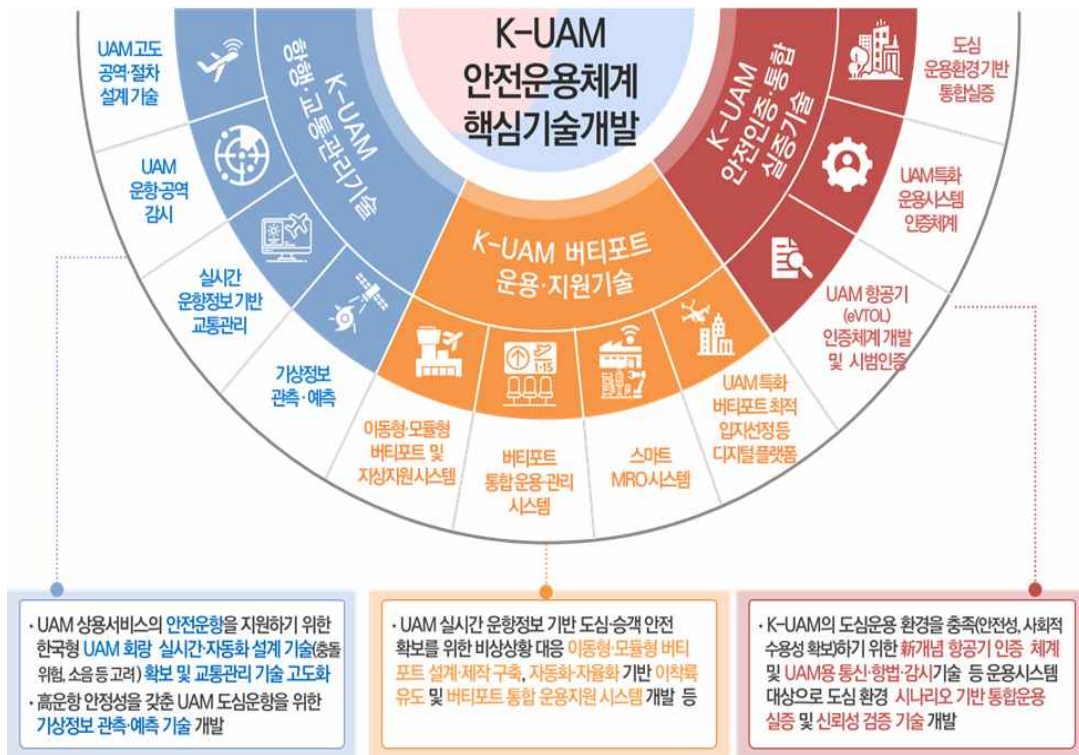 K-UAM
안전운용체계
핵심기술개발
K-UAM
항행·교통관리기술
UAM 고도
공역·절차
설계 기술
UAM
운항·공역
감시
실시간
운항정보 기반
교통관리
기상정보
관측·예측
K-UAM 버티포트
운용·지원기술
1:15
이동형·모듈형
버티포트 및
지상지원 시스템
버티포트
통합 운용·관리
시스템
스마트
MRO 시스템
UAM 특화
버티포트 최적
입지선정 등
디지털 플랫폼
K-UAM
안전인증·통합
실증기술
도심
운용환경 기반
통합실증
UAM 특화
운용시스템
인증체계
UAM 항공기
(eVTOL)
인증체계 개발
및 시범인증
· UAM 상용서비스의 안전운항을 지원하기 위한
한국형 UAM 회랑 실시간·자동화 설계 기술(충돌
위험, 소음 등 고려) 확보 및 교통관리 기술 고도화
· 高운항 안정성을 갖춘 UAM 도심운항을 위한
기상정보 관측·예측 기술 개발
· UAM 실시간 운항정보 기반 도심·승객 안전
확보를 위한 비상상황 대응 이동형·모듈형 버티
포트 설계·제작 구축, 자동화·자율화 기반 이착륙
유도 및 버티포트 통합 운용지원 시스템 개발 등
· K-UAM의 도심운용 환경을 충족(안전성, 사회적
수용성 확보)하기 위한 新개념 항공기 인증 체계
및 UAM용 통신·항법·감시기술 등 운용시스템
대상으로 도심 환경 시나리오 기반 통합운용
실증 및 신뢰성 검증 기술 개발